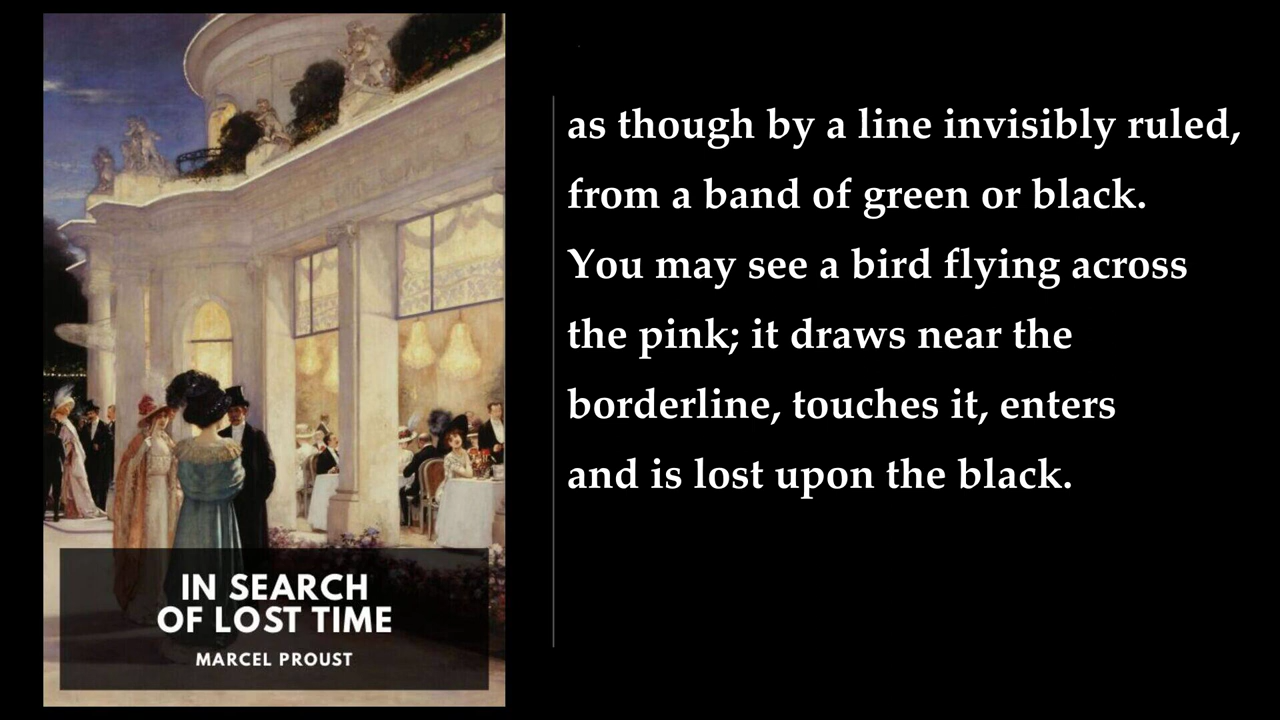 as though by a line invisibly ruled,
from a band of green or black.
You may see a bird flying across
the pink; it draws near the
borderline, touches it, enters
and is lost upon the black.
IN SEARCH
OF LOST TIME
MARCEL PROUST